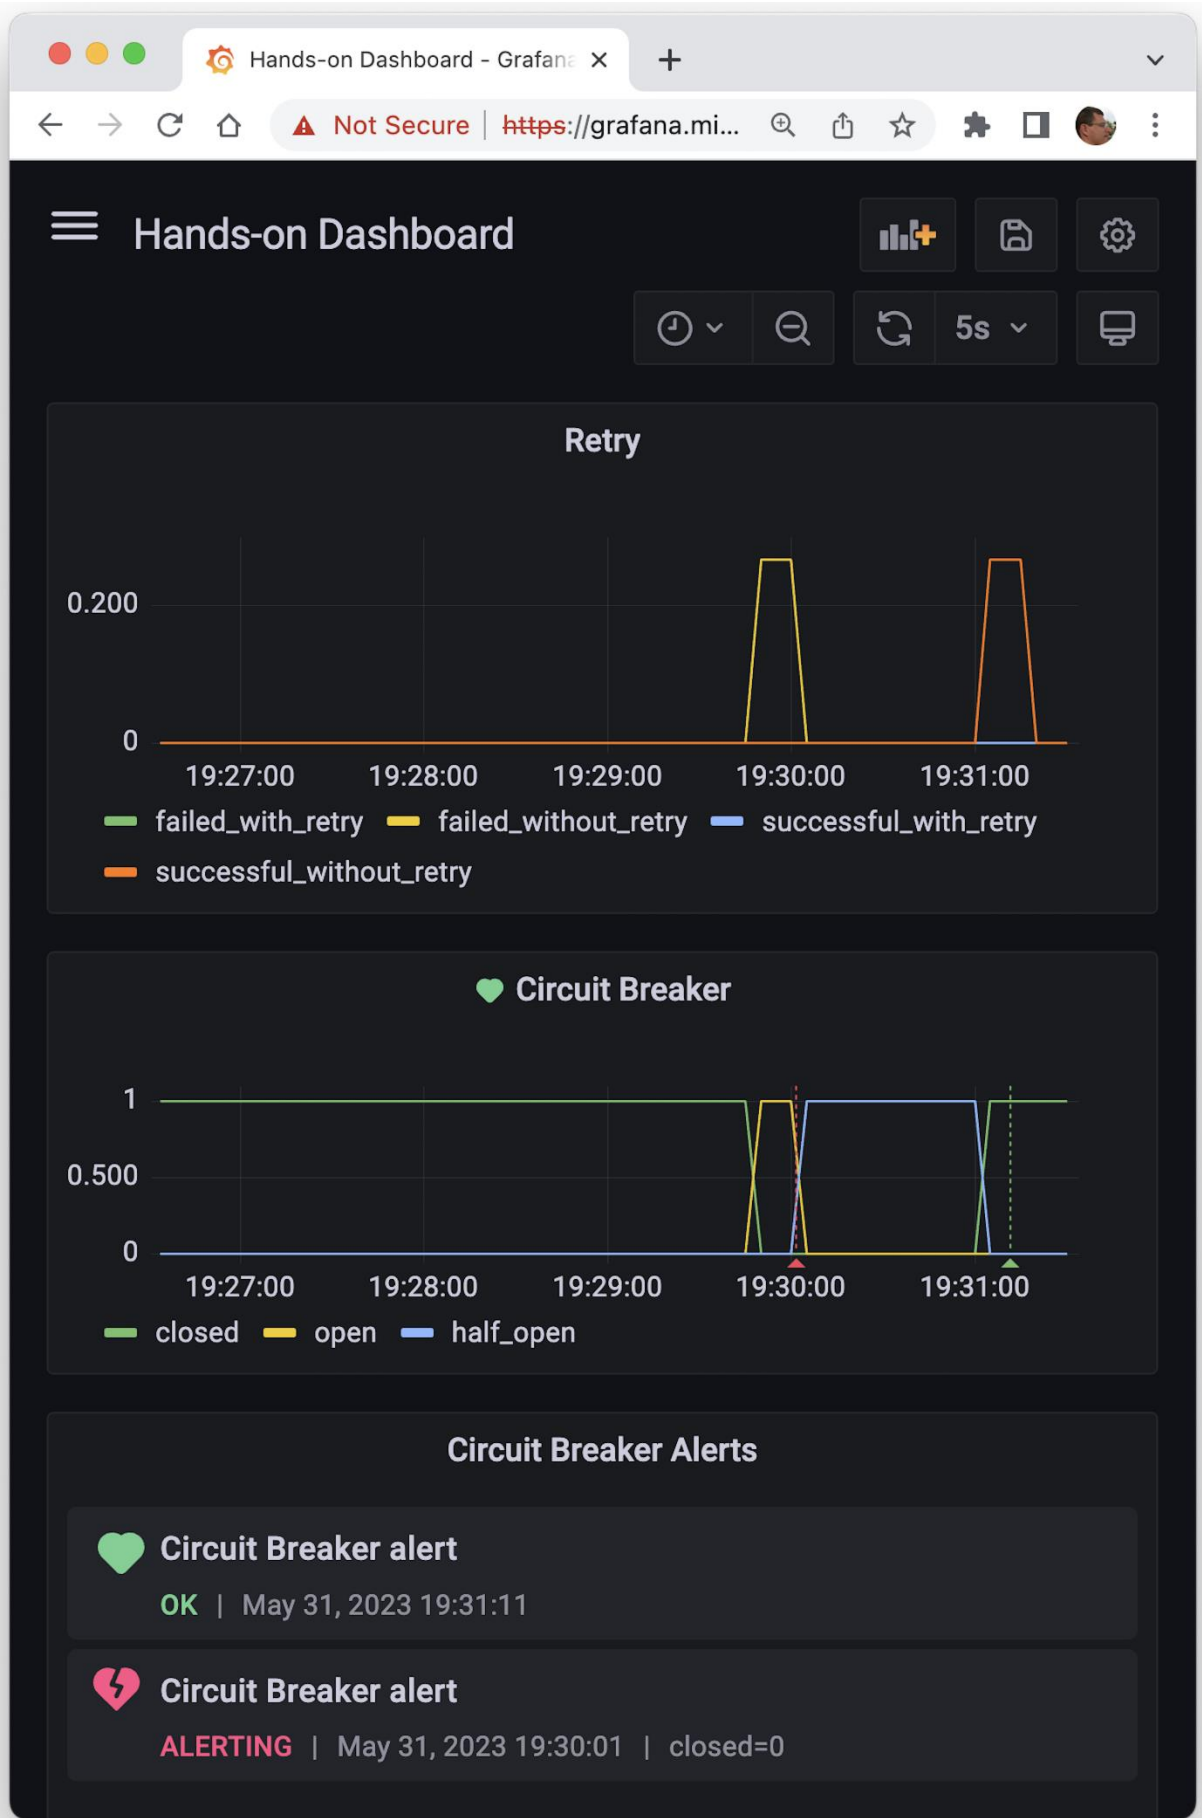 Hands-on Dashboard - Grafana
Not Secure | https://grafana.mi...
Hands-on Dashboard
5s
Retry
0.200
0
19:27:00 19:28:00 19:29:00 19:30:00 19:31:00
failed_with_retry failed_without_retry successful_with_retry
successful_without_retry
Circuit Breaker
1
0.500
0
19:27:00 19:28:00 19:29:00 19:30:00 19:31:00
closed open half_open
Circuit Breaker Alerts
Circuit Breaker alert
OK | May 31, 2023 19:31:11
Circuit Breaker alert
ALERTING | May 31, 2023 19:30:01 | closed=0